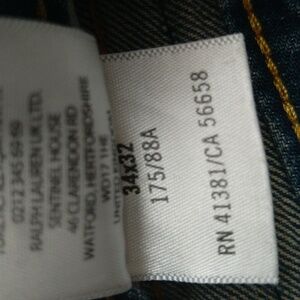 RALPH LAUREN LTD.
SENTINEL HOUSE
46 CLARENDON RD
WATFORD, HERTFORDSHIRE
WD17 1HE
34x32
175/88A
RN 41381/CA 56658